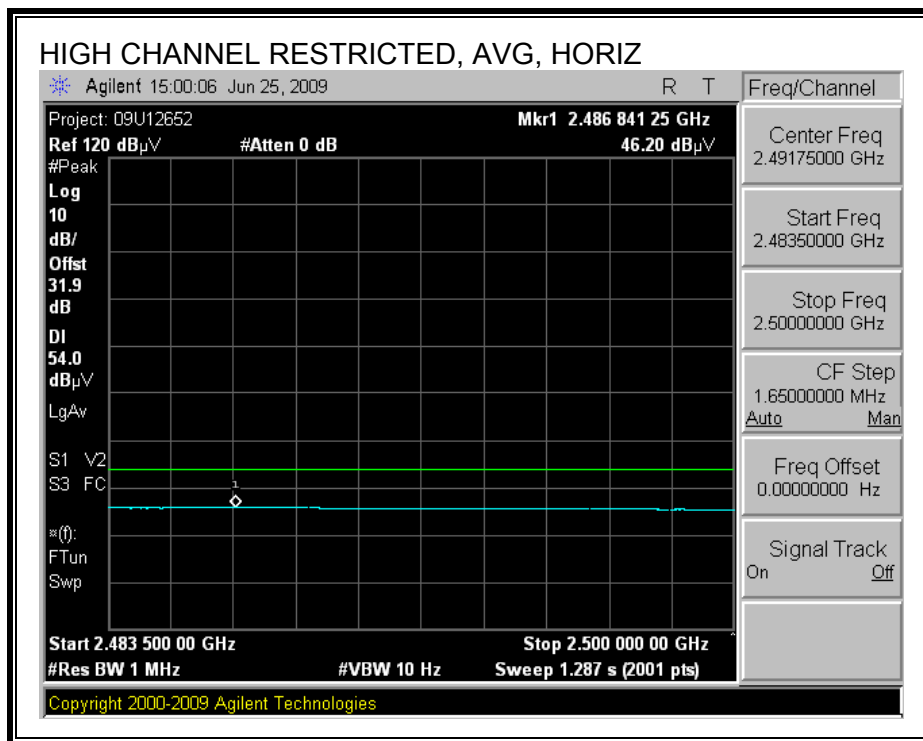 HIGH CHANNEL RESTRICTED, AVG, HORIZ
Agilent 15:00:06 Jun 25, 2009 R T
Project: 09U12652 Mkr1 2.486 841 25 GHz
Ref 120 dBµV #Atten 0 dB 46.20 dBµV
#Peak
Log
10
dB/
Offst
31.9
dB
DI
54.0
dBµV
LgAv
S1 V2
S3 FC
1
¤(f):
FTun
Swp
Start 2.483 500 00 GHz Stop 2.500 000 00 GHz
#Res BW 1 MHz #VBW 10 Hz Sweep 1.287 s (2001 pts)
Copyright 2000-2009 Agilent Technologies
Freq/Channel
Center Freq
2.49175000 GHz
Start Freq
2.48350000 GHz
Stop Freq
2.50000000 GHz
CF Step
1.65000000 MHz
Auto Man
Freq Offset
0.00000000 Hz
Signal Track
On Off